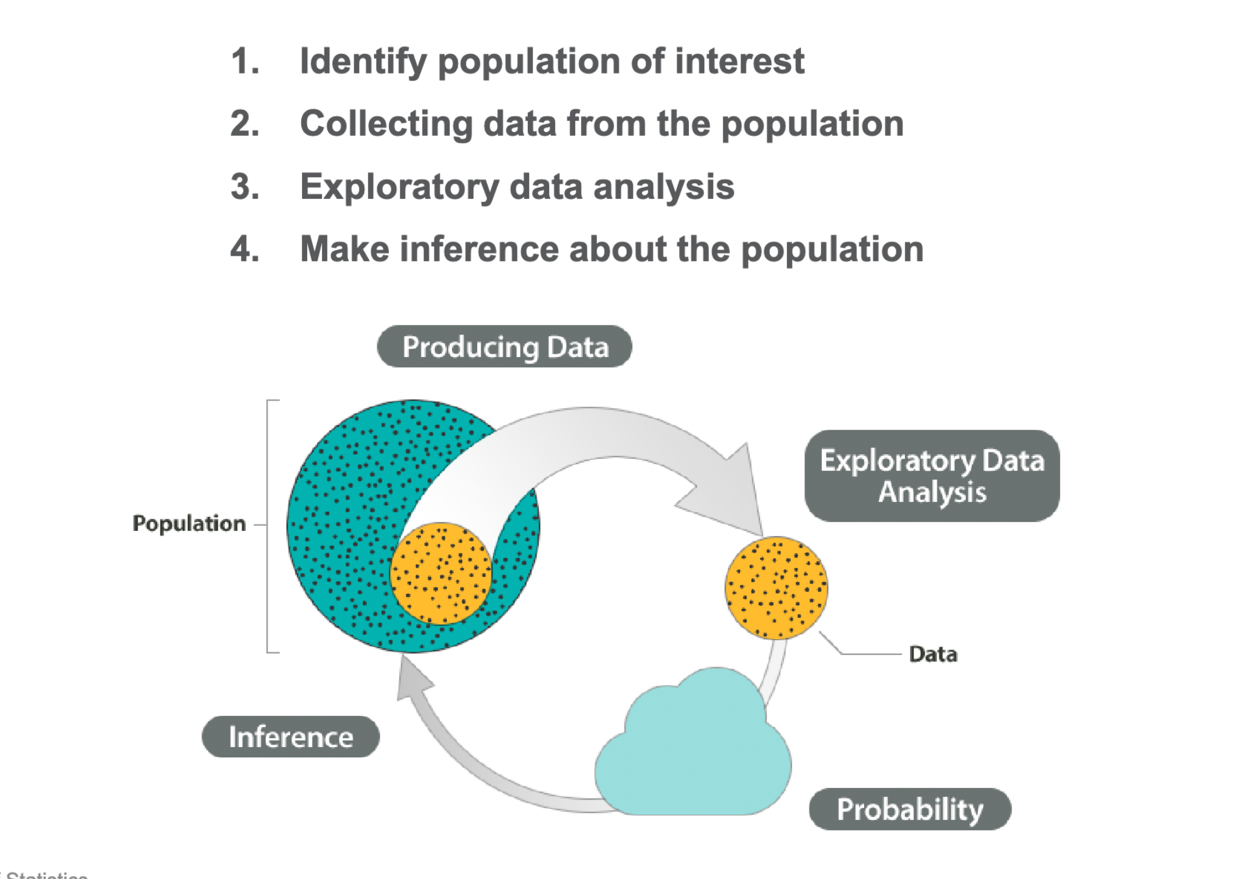 1. Identify population of interest
2. Collecting data from the population
3. Exploratory data analysis
4. Make inference about the population
Producing Data
Exploratory Data
Analysis
Population
Data
Inference
Probability
Statistics